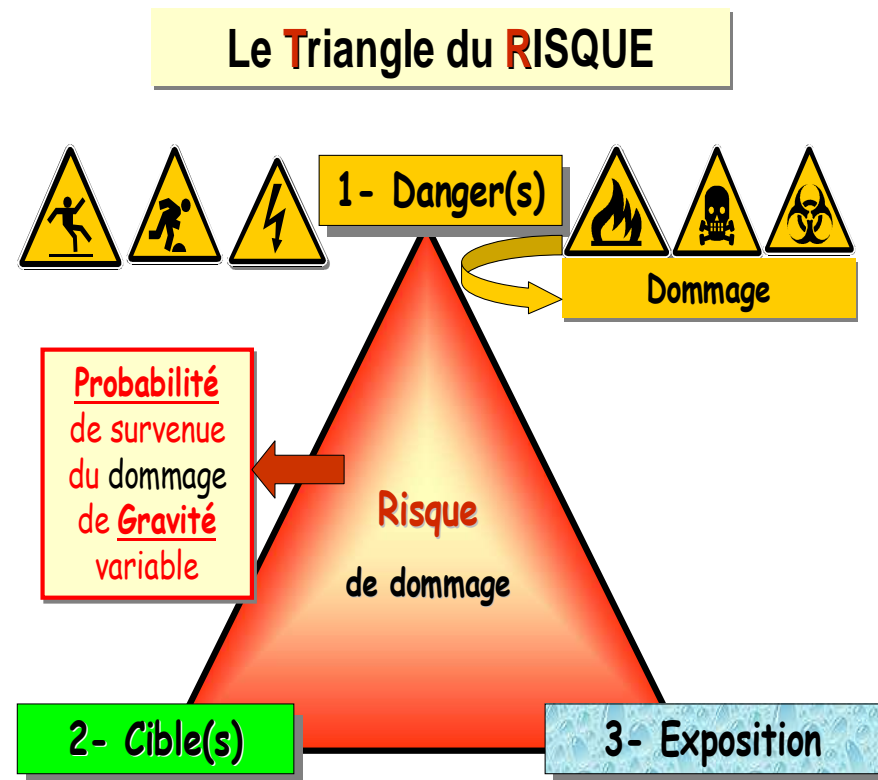 Le Triangle du RISQUE
1- Danger(s)
Dommage
Probabilité
de survenue
du dommage
de Gravité
variable
Risque
de dommage
2- Cible(s)
3- Exposition